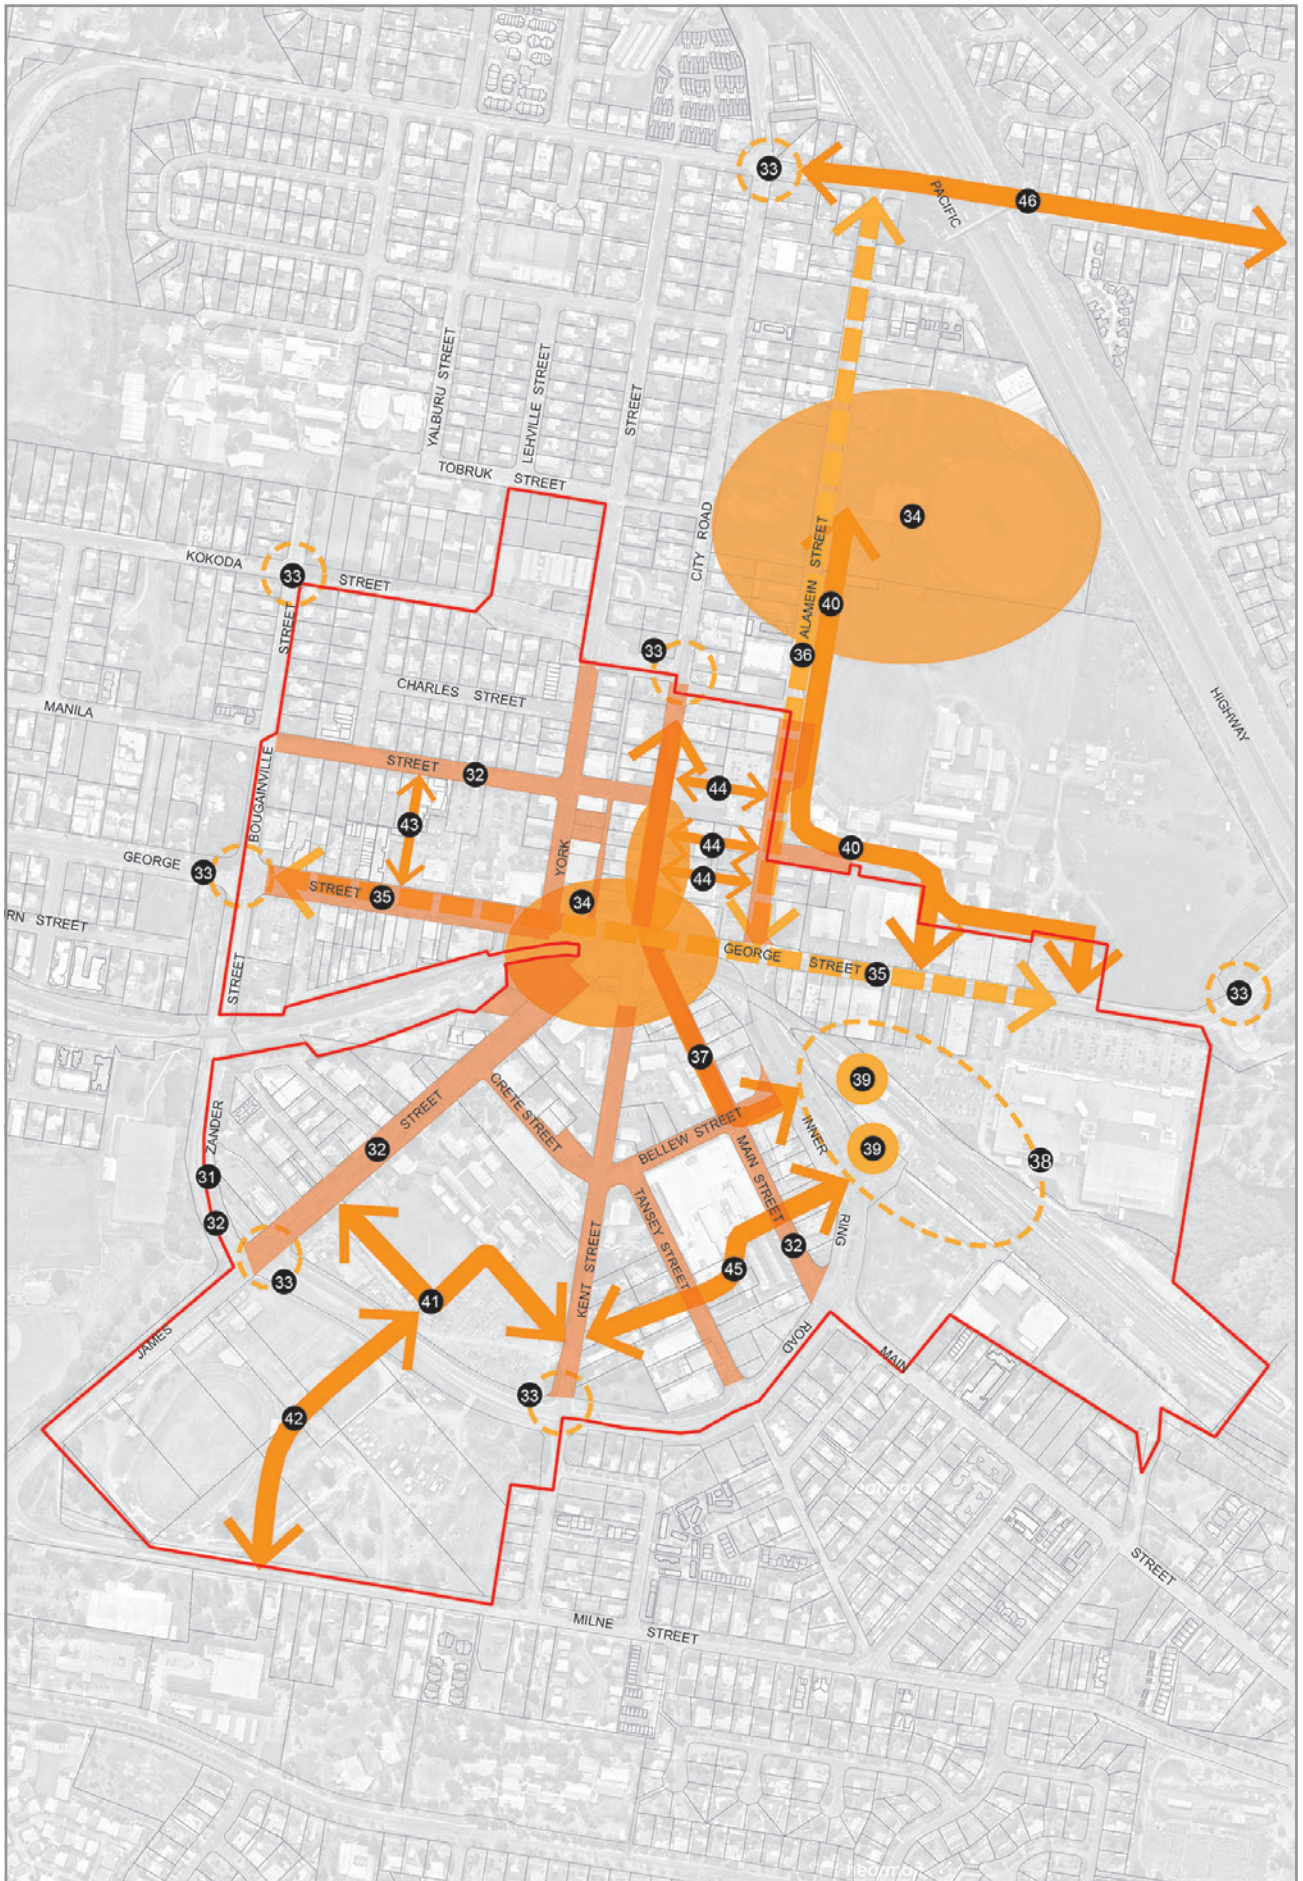 33
46
PACIFIC
YALBURU STREET
LEHVILLE STREET
STREET
TOBRUK STREET
CITY ROAD
34
ALAMEIN STREET
KOKODA
33
STREET
40
STREET
33
36
CHARLES STREET
MANILA
HIGHWAY
STREET
32
44
BOUGAINVILLE
43
44
40
YORK
GEORGE
33
44
STREET
35
34
RN STREET
GEORGE STREET
35
STREET
33
37
39
CRETE STREET
STREET
ZANDER
BELLEW STREET
INNER
32
39
38
31
MAIN STREET
TANSEY STREET
32
RING
32
KENT STREET
45
33
41
JAMES
ROAD
MAIN
33
42
nearmap
STREET
MILNE STREET
nearmap